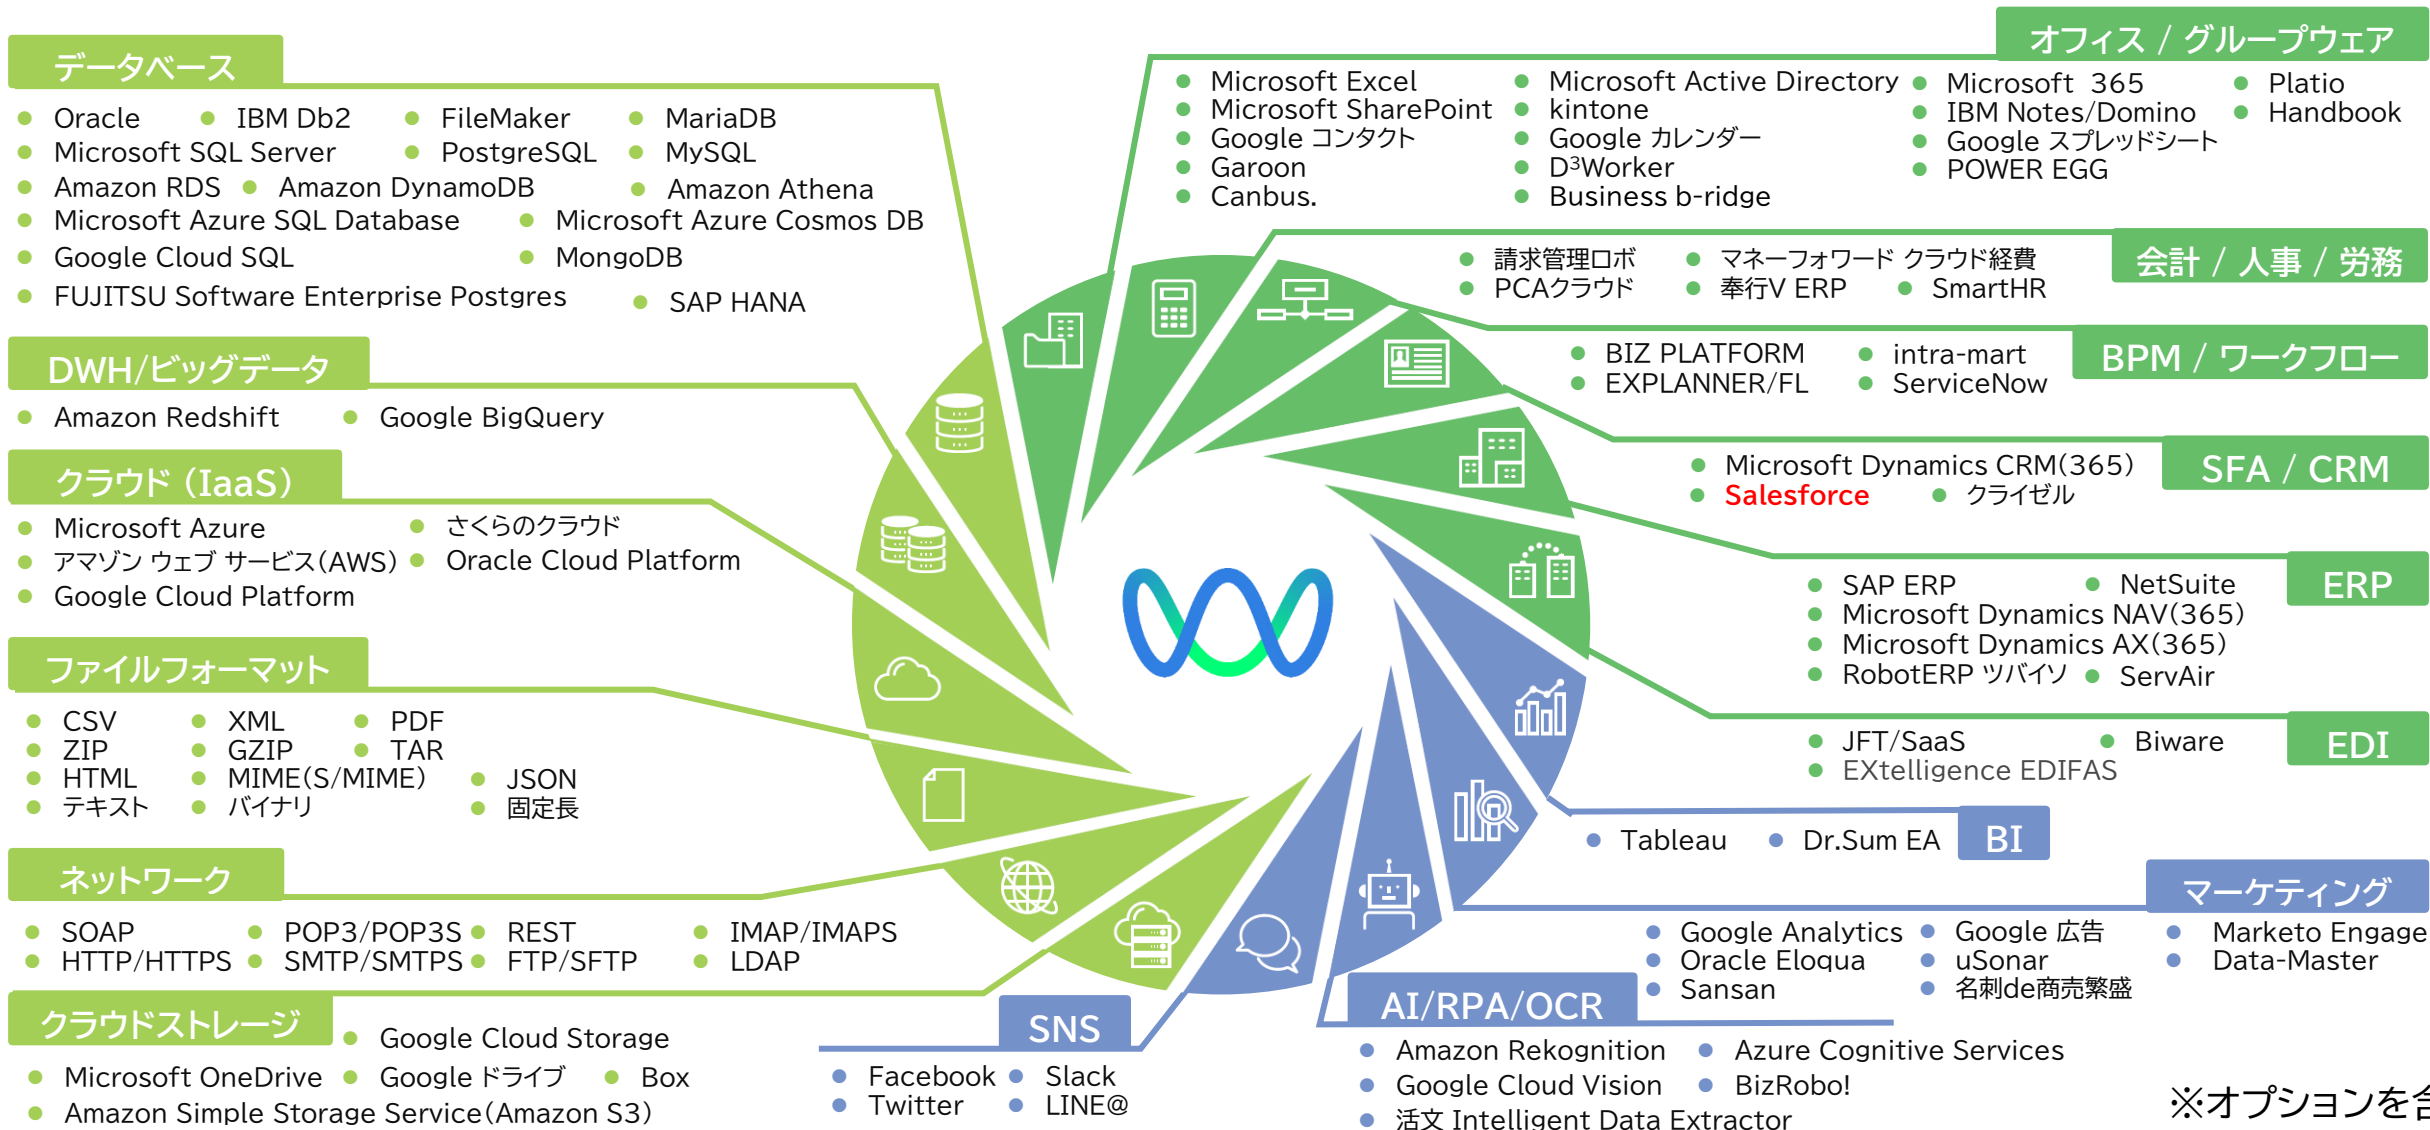 データベース
Oracle IBM Db2 FileMaker MariaDB
Microsoft SQL Server PostgreSQL MySQL
Amazon RDS Amazon DynamoDB Amazon Athena
Microsoft Azure SQL Database Microsoft Azure Cosmos DB
Google Cloud SQL MongoDB
FUJITSU Software Enterprise Postgres SAP HANA
DWH/ビッグデータ
Amazon Redshift Google BigQuery
クラウド（IaaS）
Microsoft Azure さくらのクラウド
アマゾン ウェブ サービス（AWS） Oracle Cloud Platform
Google Cloud Platform
ファイルフォーマット
CSV XML PDF
ZIP GZIP TAR
HTML MIME（S/MIME） JSON
テキスト バイナリ 固定長
ネットワーク
SOAP POP3/POP3S REST IMAP/IMAPS
HTTP/HTTPS SMTP/SMTPS FTP/SFTP LDAP
クラウドストレージ
Google Cloud Storage
Microsoft OneDrive Google ドライブ Box
Amazon Simple Storage Service（Amazon S3）
オフィス / グループウェア
Microsoft Excel Microsoft Active Directory Microsoft 365 Platio
Microsoft SharePoint kintone IBM Notes/Domino Handbook
Google コンタクト Google カレンダー Google スプレッドシート
Garoon D³Worker POWER EGG
Canbus. Business b-ridge
会計 / 人事 / 労務
請求管理ロボ マネーフォワード クラウド経費
PCAクラウド 奉行V ERP SmartHR
BPM / ワークフロー
BIZ PLATFORM intra-mart
EXPLANNER/FL ServiceNow
SFA / CRM
Microsoft Dynamics CRM（365）
Salesforce クライゼル
ERP
SAP ERP NetSuite
Microsoft Dynamics NAV（365）
Microsoft Dynamics AX（365）
RobotERP ツバイソ ServAir
EDI
JFT/SaaS Biware
EXtelligence EDIFAS
BI
Tableau Dr.Sum EA
マーケティング
Google Analytics Google 広告 Marketo Engage
Oracle Eloqua uSonar Data-Master
Sansan 名刺de商売繁盛
AI/RPA/OCR
Amazon Rekognition Azure Cognitive Services
Google Cloud Vision BizRobo!
活文 Intelligent Data Extractor
SNS
Facebook Slack
Twitter LINE@
※オプションを含